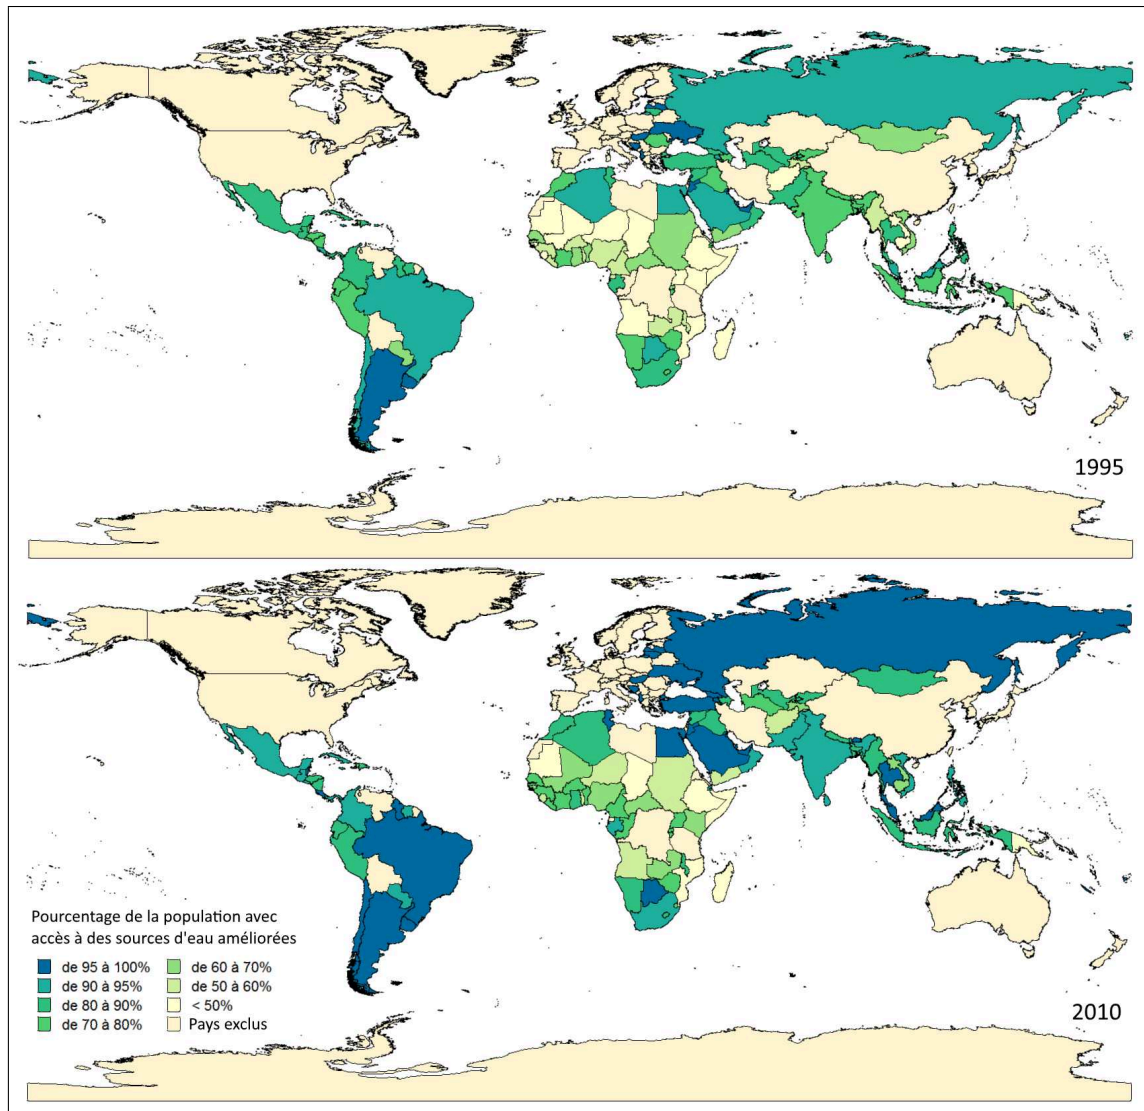 1995
Pourcentage de la population avec
accès à des sources d'eau améliorées
de 95 à 100%
de 90 à 95%
de 80 à 90%
de 70 à 80%
de 60 à 70%
de 50 à 60%
< 50%
Pays exclus
2010